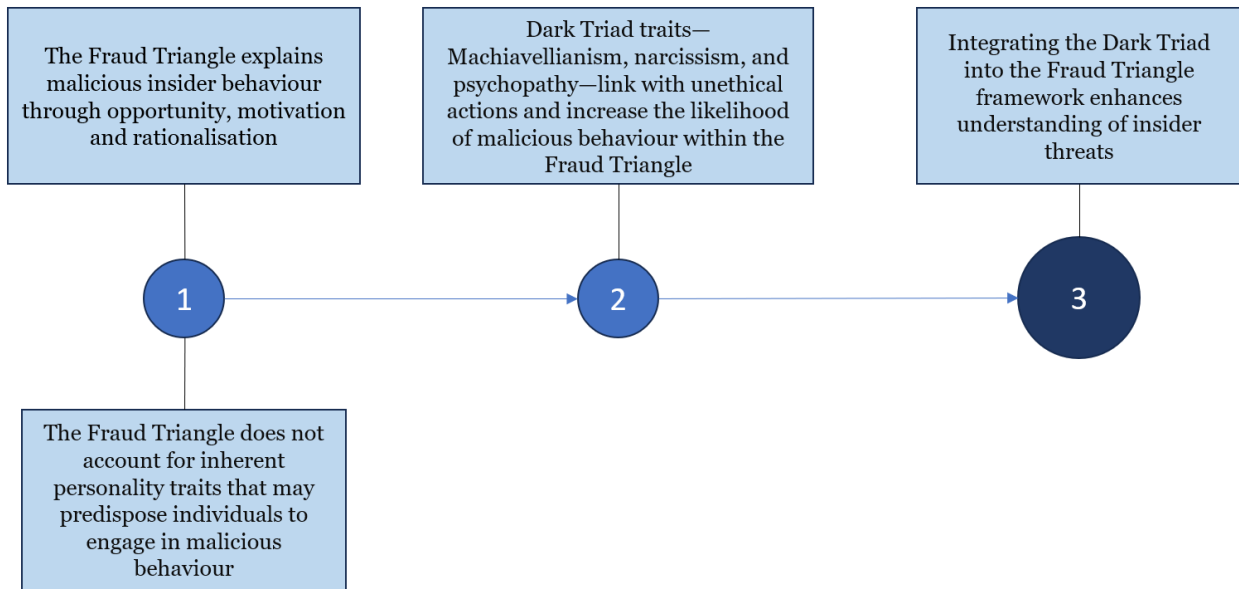 The Fraud Triangle explains
malicious insider behaviour
through opportunity, motivation
and rationalisation
Dark Triad traits—
Machiavellianism, narcissism, and
psychopathy—link with unethical
actions and increase the likelihood
of malicious behaviour within the
Fraud Triangle
Integrating the Dark Triad
into the Fraud Triangle
framework enhances
understanding of insider
threats
1
2
3
The Fraud Triangle does not
account for inherent
personality traits that may
predispose individuals to
engage in malicious
behaviour